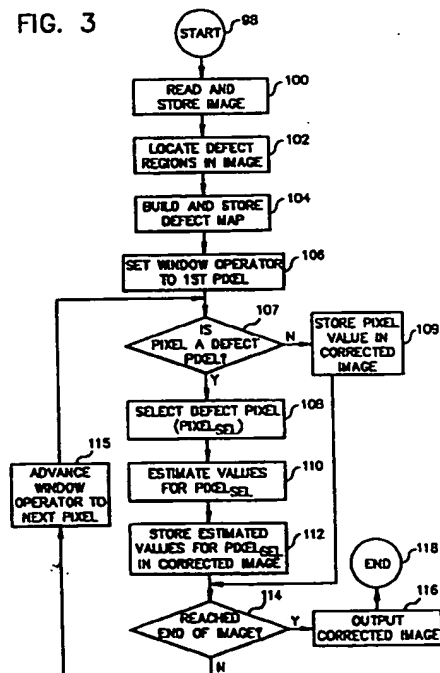 FIG. 3
START
98
READ AND
STORE IMAGE
100
LOCATE DEFECT
REGIONS IN IMAGE
102
BUILD AND STORE
DEFECT MAP
104
SET WINDOW OPERATOR
TO 1ST PIXEL
106
IS
PIXEL A DEFECT
PIXEL?
107
N
Y
STORE PIXEL
VALUE IN
CORRECTED
IMAGE
109
SELECT DEFECT PIXEL
(PIXELSEL)
108
ESTIMATE VALUES
FOR PIXELSEL
110
STORE ESTIMATED
VALUES FOR PIXELSEL
IN CORRECTED IMAGE
112
115
ADVANCE
WINDOW
OPERATOR TO
NEXT PIXEL
REACHED
END OF IMAGE?
114
Y
N
OUTPUT
CORRECTED IMAGE
116
END
118